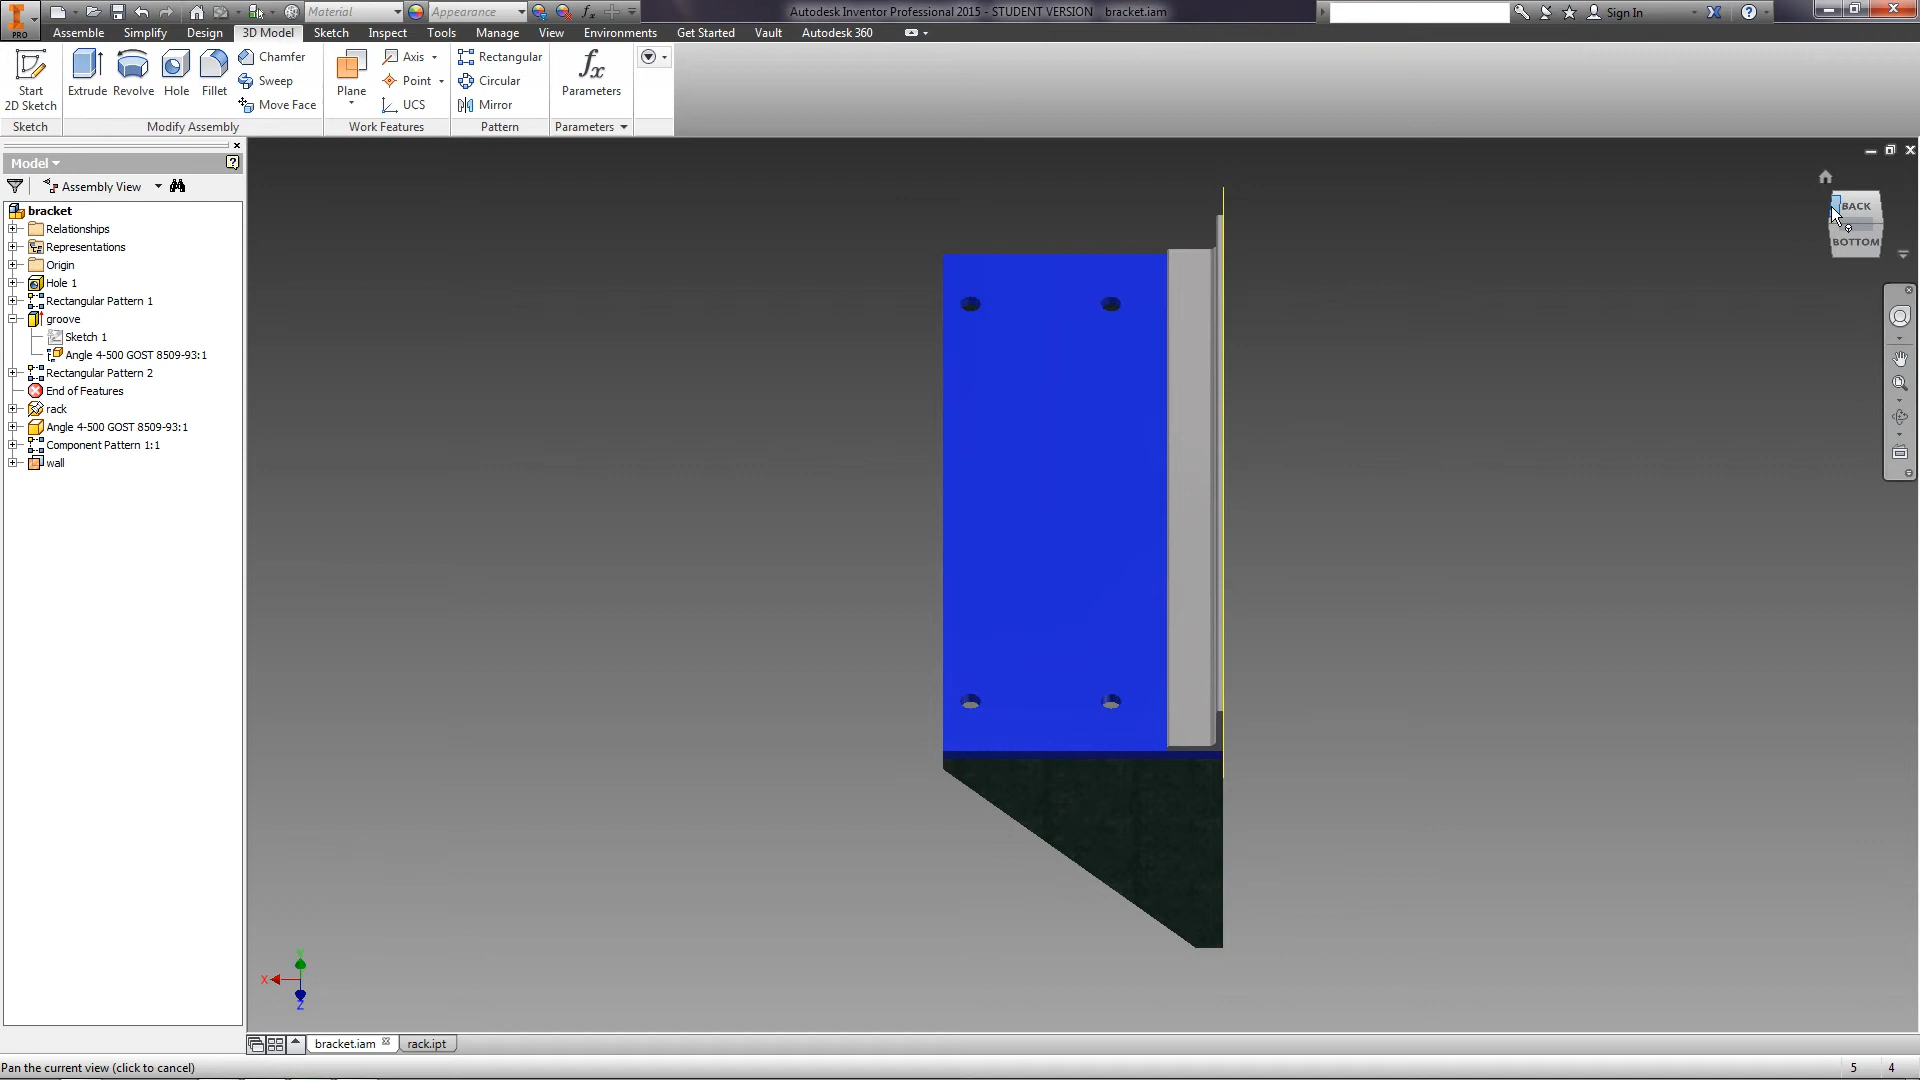 Material
Appearance
Autodesk Inventor Professional 2015 - STUDENT VERSION bracket.iam
Sign In
PRO
Assemble Simplify Design 3D Model Sketch Inspect Tools Manage View Environments Get Started Vault Autodesk 360
Start
2D Sketch
Extrude Revolve Hole Fillet
Chamfer
Sweep
Move Face
Plane
Axis
Point
UCS
Rectangular
Circular
Mirror
fx
Parameters
Sketch Modify Assembly Work Features Pattern Parameters
Model
Assembly View
bracket
Relationships
Representations
Origin
Hole 1
Rectangular Pattern 1
groove
Sketch 1
Angle 4-500 GOST 8509-93:1
Rectangular Pattern 2
End of Features
rack
Angle 4-500 GOST 8509-93:1
Component Pattern 1:1
wall
BACK
BOTTOM
Y
X
Z
bracket.iam rack.ipt
Pan the current view (click to cancel)
5 4